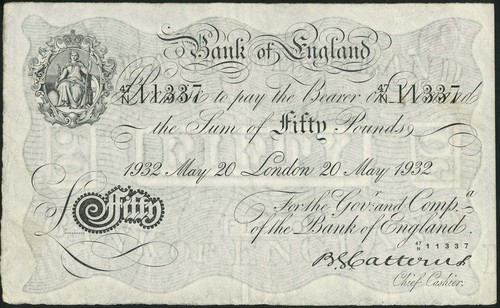 Bank of England
47/N 11337 47/N 11337
Promise to pay the Bearer on Demand
the Sum of Fifty Pounds
1932 May 20 London 20 May 1932
For the Govr. and Compa.
of the Bank of England.
£ Fifty
47/N 11337
B G Catterns
Chief Cashier.